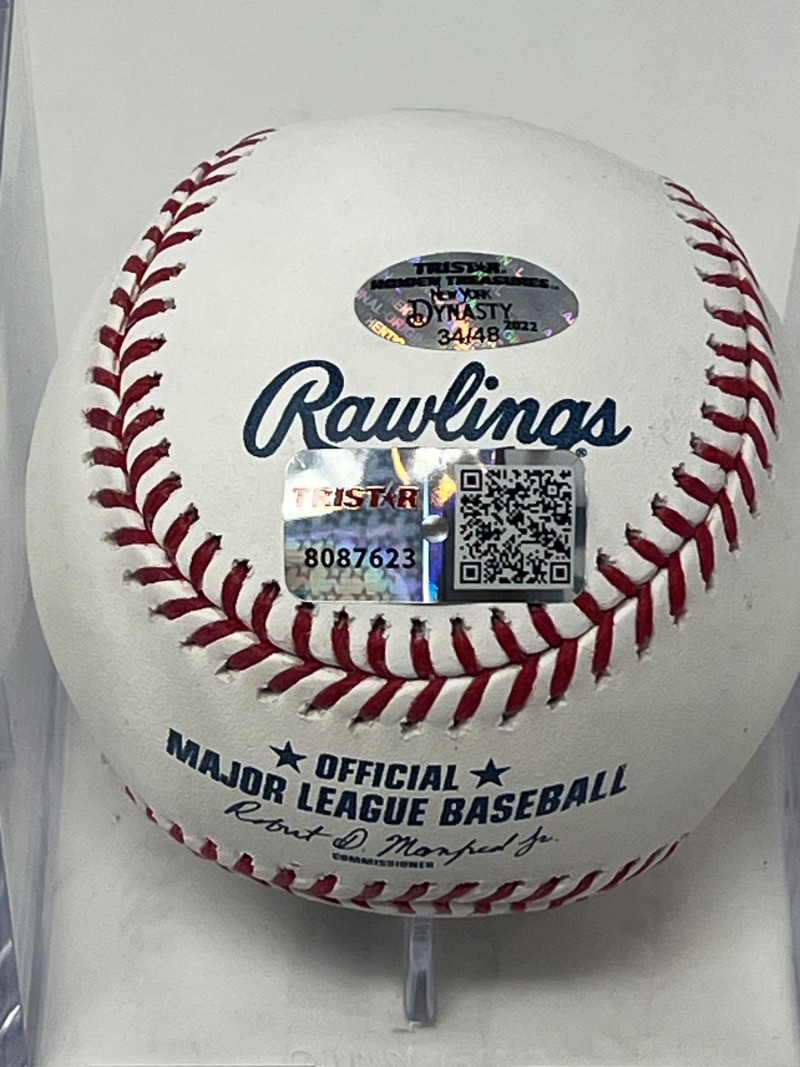 TRISTAR
HIDDEN TREASURES™
NEW YORK
DYNASTY 2022
34/48
Rawlings®
TRISTAR
8087623
★ OFFICIAL ★
MAJOR LEAGUE BASEBALL
Robert D. Manfred Jr.
COMMISSIONER